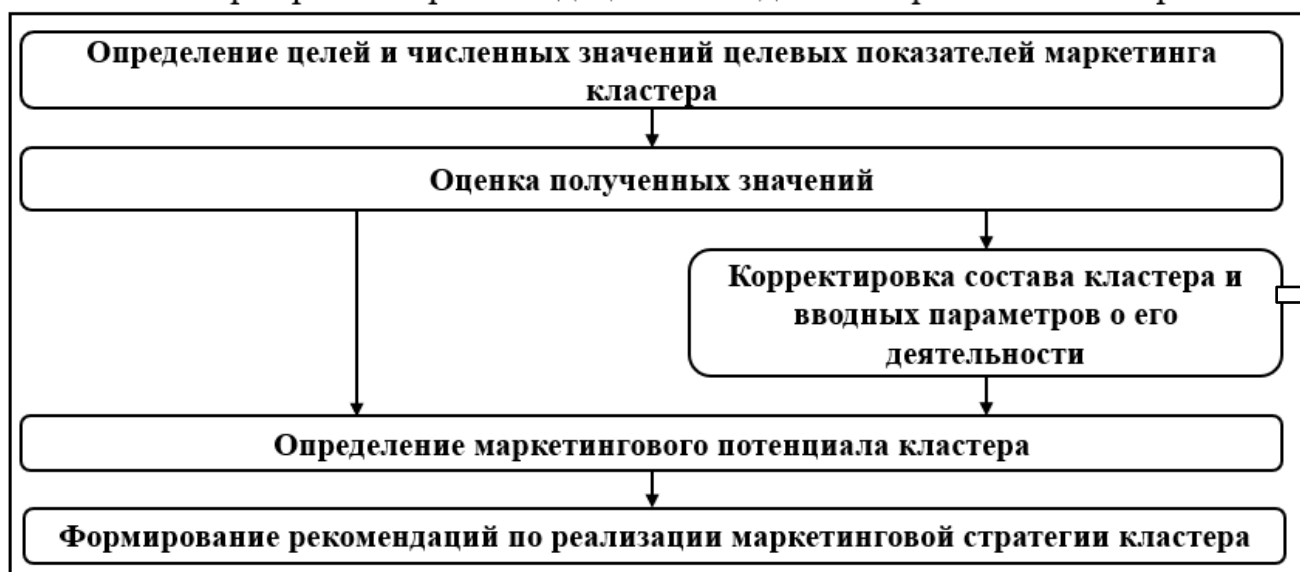 Определение целей и численных значений целевых показателей маркетинга
кластера
Оценка полученных значений
Корректировка состава кластера и
вводных параметров о его
деятельности
Определение маркетингового потенциала кластера
Формирование рекомендаций по реализации маркетинговой стратегии кластера